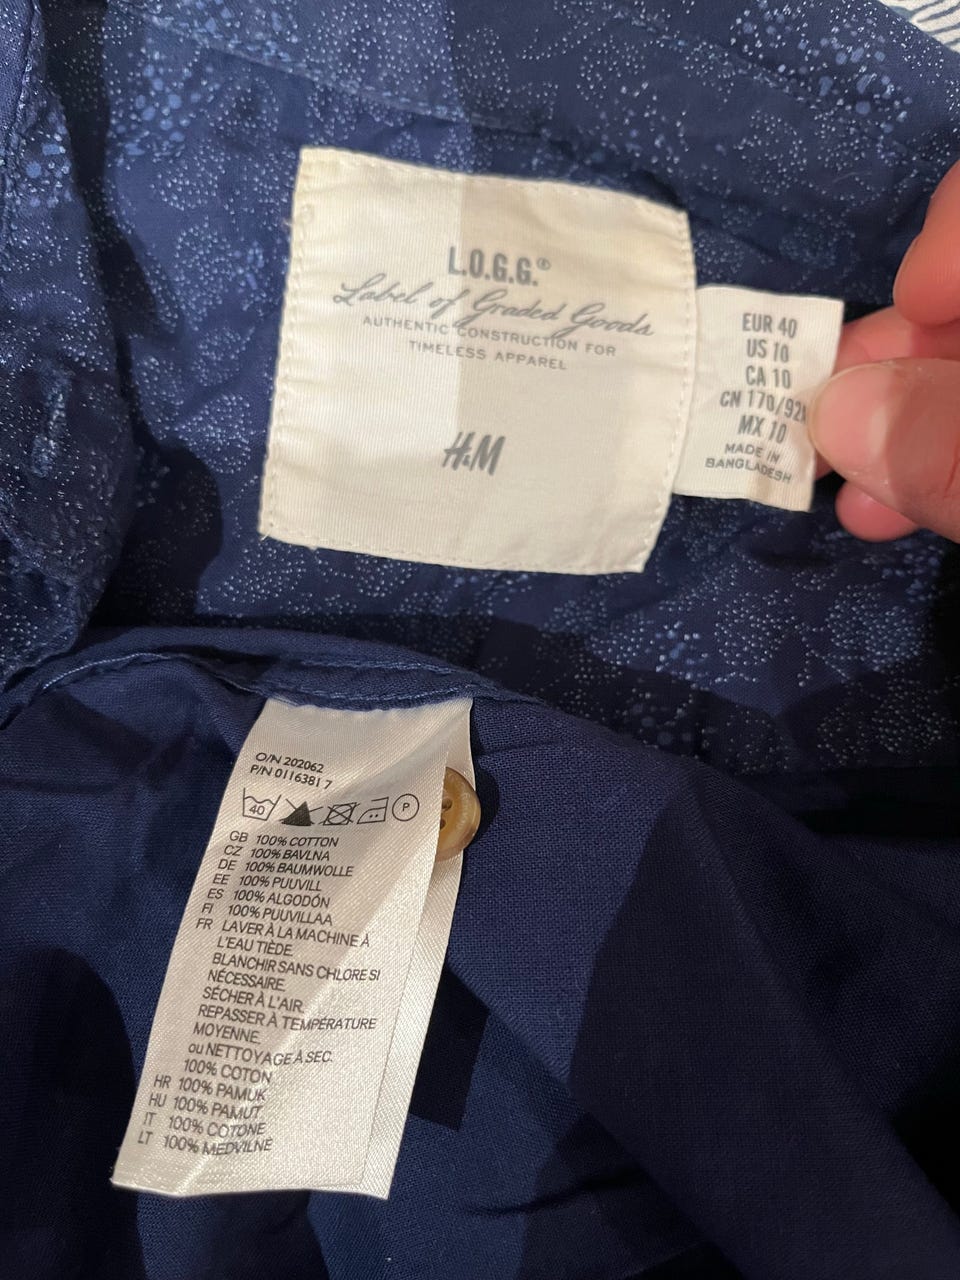 L.O.G.G.®
Label of Graded Goods
AUTHENTIC CONSTRUCTION FOR
TIMELESS APPAREL
H&M
EUR 40
US 10
CA 10
CN 170/92
MX 10
MADE IN
BANGLADESH
O/N 202062
P/N 0116381 7
40 P
GB 100% COTTON
CZ 100% BAVLNA
DE 100% BAUMWOLLE
EE 100% PUUVILL
ES 100% ALGODÓN
FI 100% PUUVILLAA
FR LAVER À LA MACHINE À
L'EAU TIÈDE.
BLANCHIR SANS CHLORE SI
NÉCESSAIRE.
SÉCHER À L'AIR.
REPASSER À TEMPÉRATURE
MOYENNE.
ou NETTOYAGE À SEC.
100% COTON
HR 100% PAMUK
HU 100% PAMUT
IT 100% COTONE
LT 100% MEDVILNĖ